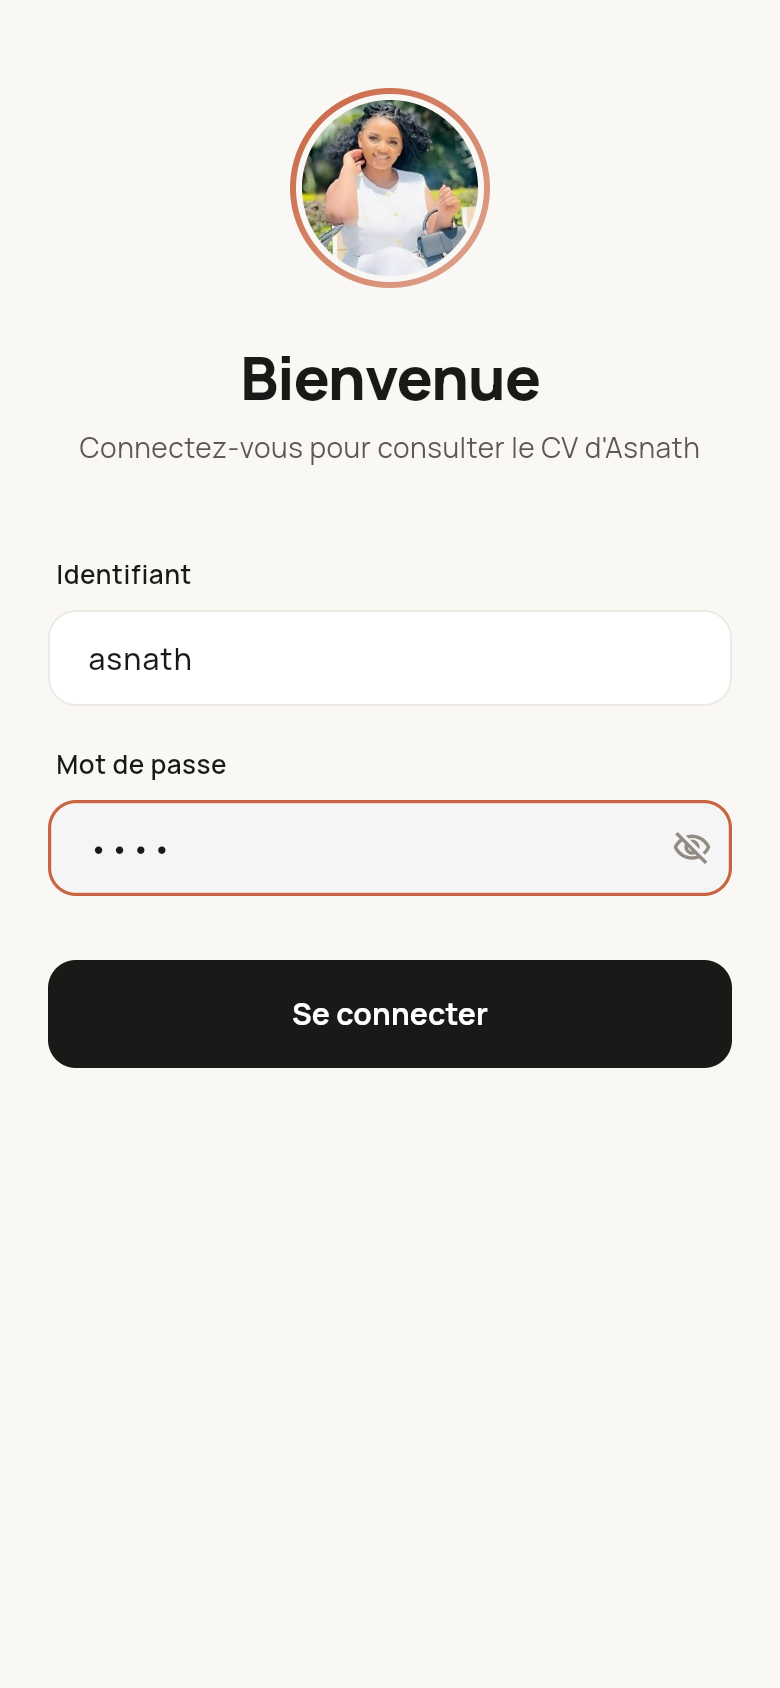 Bienvenue
Connectez-vous pour consulter le CV d'Asnath
Identifiant
asnath
Mot de passe
••••
Se connecter